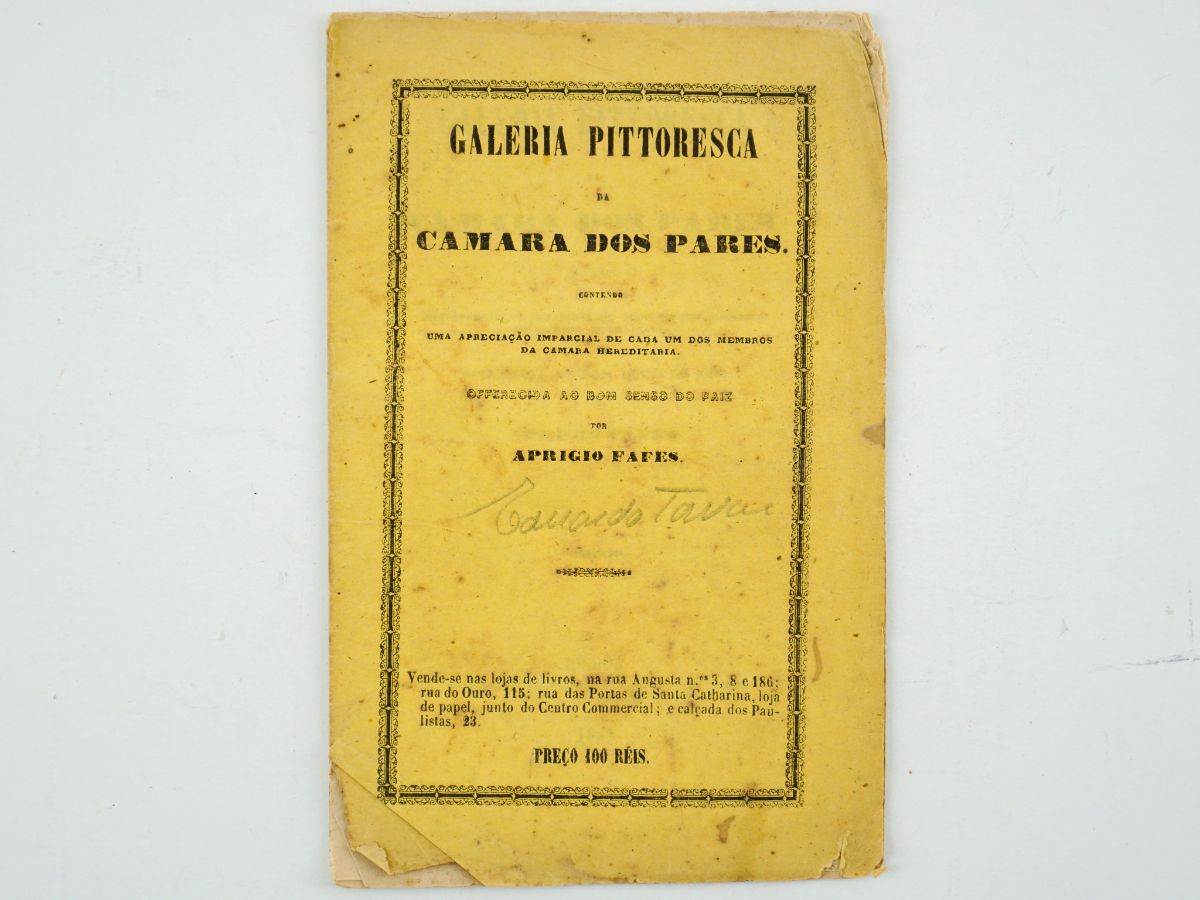 GALERIA PITTORESCA
DA
CAMARA DOS PARES.
CONTENDO
UMA APRECIAÇÃO IMPARCIAL DE CADA UM DOS MEMBROS
DA CAMARA HEREDITARIA.
OFFERECIDA AO BOM SENSO DO PAIZ
POR
APRIGIO FAFES.
Eduardo
Vende-se nas lojas de livros, na rua Augusta n.os 3, 8 e 186;
rua do Ouro, 115; rua das Portas de Santa Catharina, loja
de papel, junto do Centro Commercial; e calçada dos Pau-
listas, 23.
PREÇO 100 RÉIS.